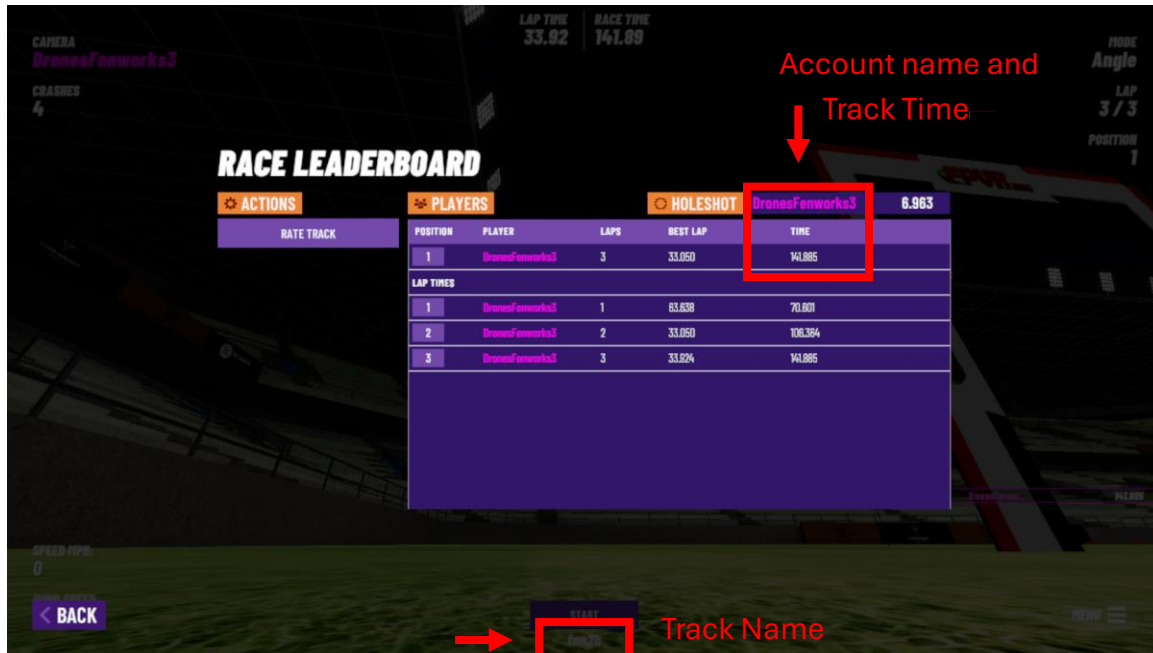 LAP TIME RACE TIME
33.92 141.89
CAMERA
DronesFenworks3
CRASHES
4
MODE
Angle
LAP
3 / 3
POSITION
1
Account name and
Track Time
RACE LEADERBOARD
ACTIONS
RATE TRACK
PLAYERS
HOLESHOT DronesFenworks3 6.963
POSITION PLAYER LAPS BEST LAP TIME
1 DronesFenworks3 3 33.050 141.885
LAP TIMES
1 DronesFenworks3 1 63.638 70.601
2 DronesFenworks3 2 33.050 106.364
3 DronesFenworks3 3 33.924 141.885
141.885
SPEED MPH:
0
< BACK
START
MENU
Track Name